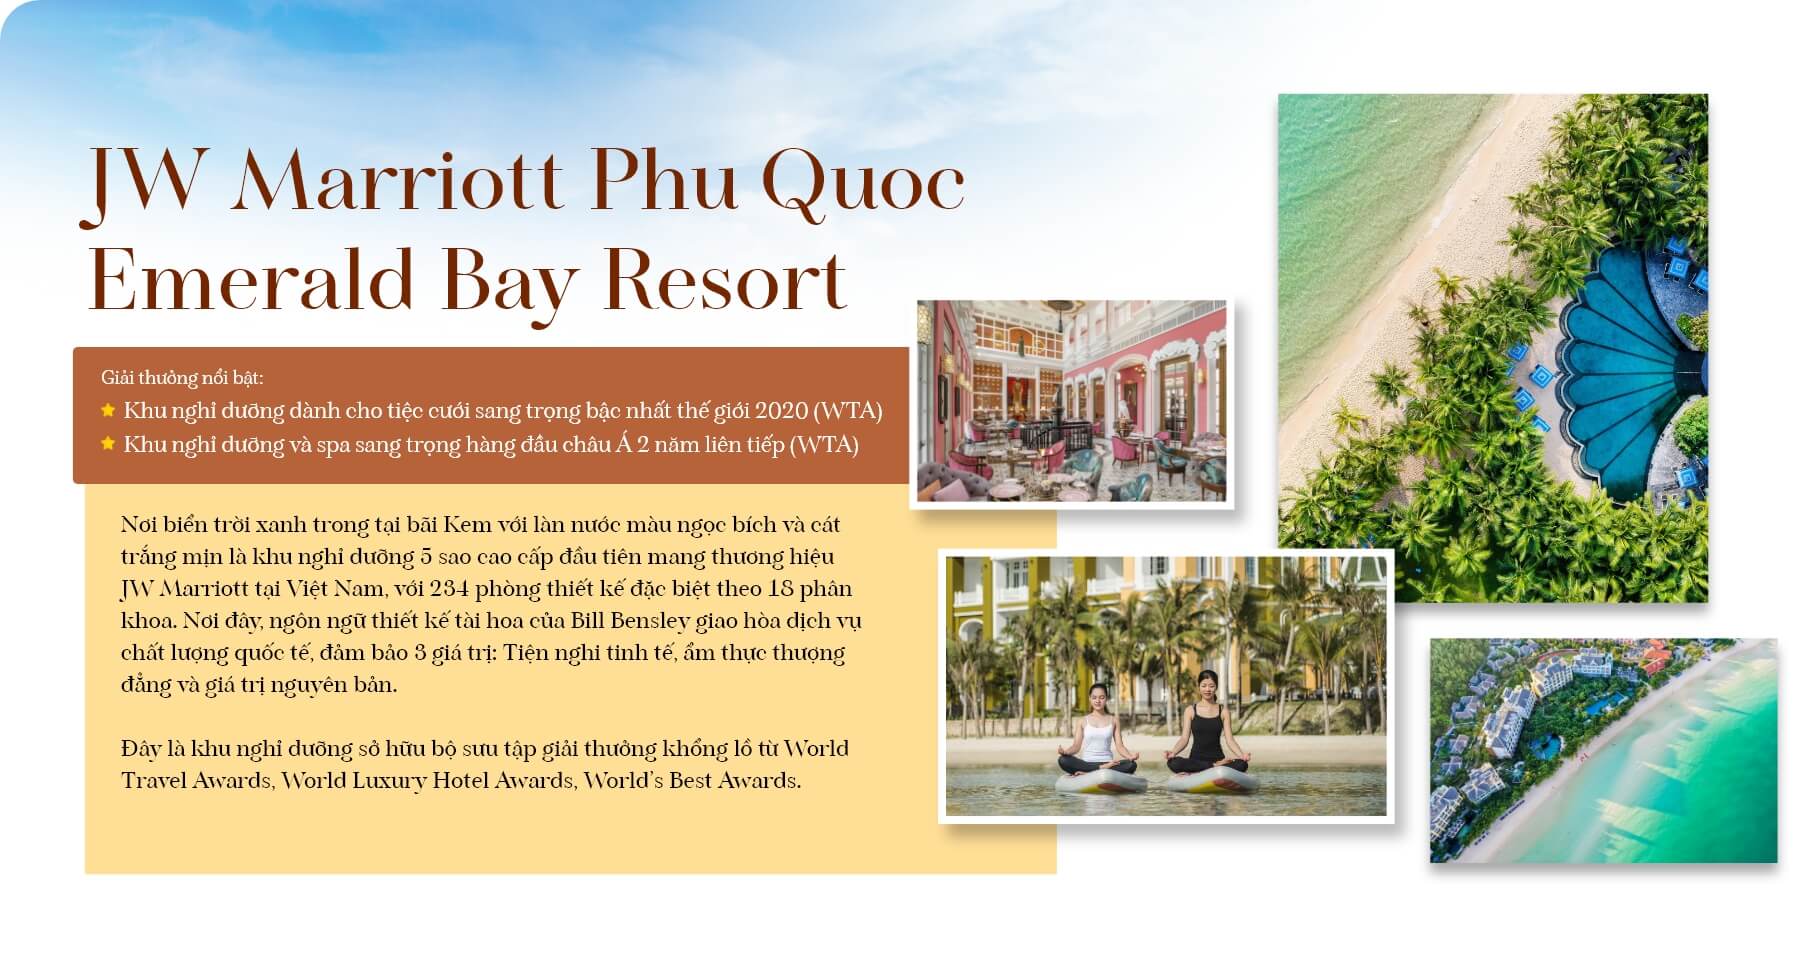 JW Marriott Phu Quoc
Emerald Bay Resort
Giải thưởng nổi bật:
Khu nghỉ dưỡng dành cho tiệc cưới sang trọng bậc nhất thế giới 2020 (WTA)
Khu nghỉ dưỡng và spa sang trọng hàng đầu châu Á 2 năm liên tiếp (WTA)
Nơi biển trời xanh trong tại bãi Kem với làn nước màu ngọc bích và cát
trắng mịn là khu nghỉ dưỡng 5 sao cao cấp đầu tiên mang thương hiệu
JW Marriott tại Việt Nam, với 234 phòng thiết kế đặc biệt theo 18 phân
khoa. Nơi đây, ngôn ngữ thiết kế tài hoa của Bill Bensley giao hòa dịch vụ
chất lượng quốc tế, đảm bảo 3 giá trị: Tiện nghi tinh tế, ẩm thực thượng
đẳng và giá trị nguyên bản.
Đây là khu nghỉ dưỡng sở hữu bộ sưu tập giải thưởng khổng lồ từ World
Travel Awards, World Luxury Hotel Awards, World's Best Awards.